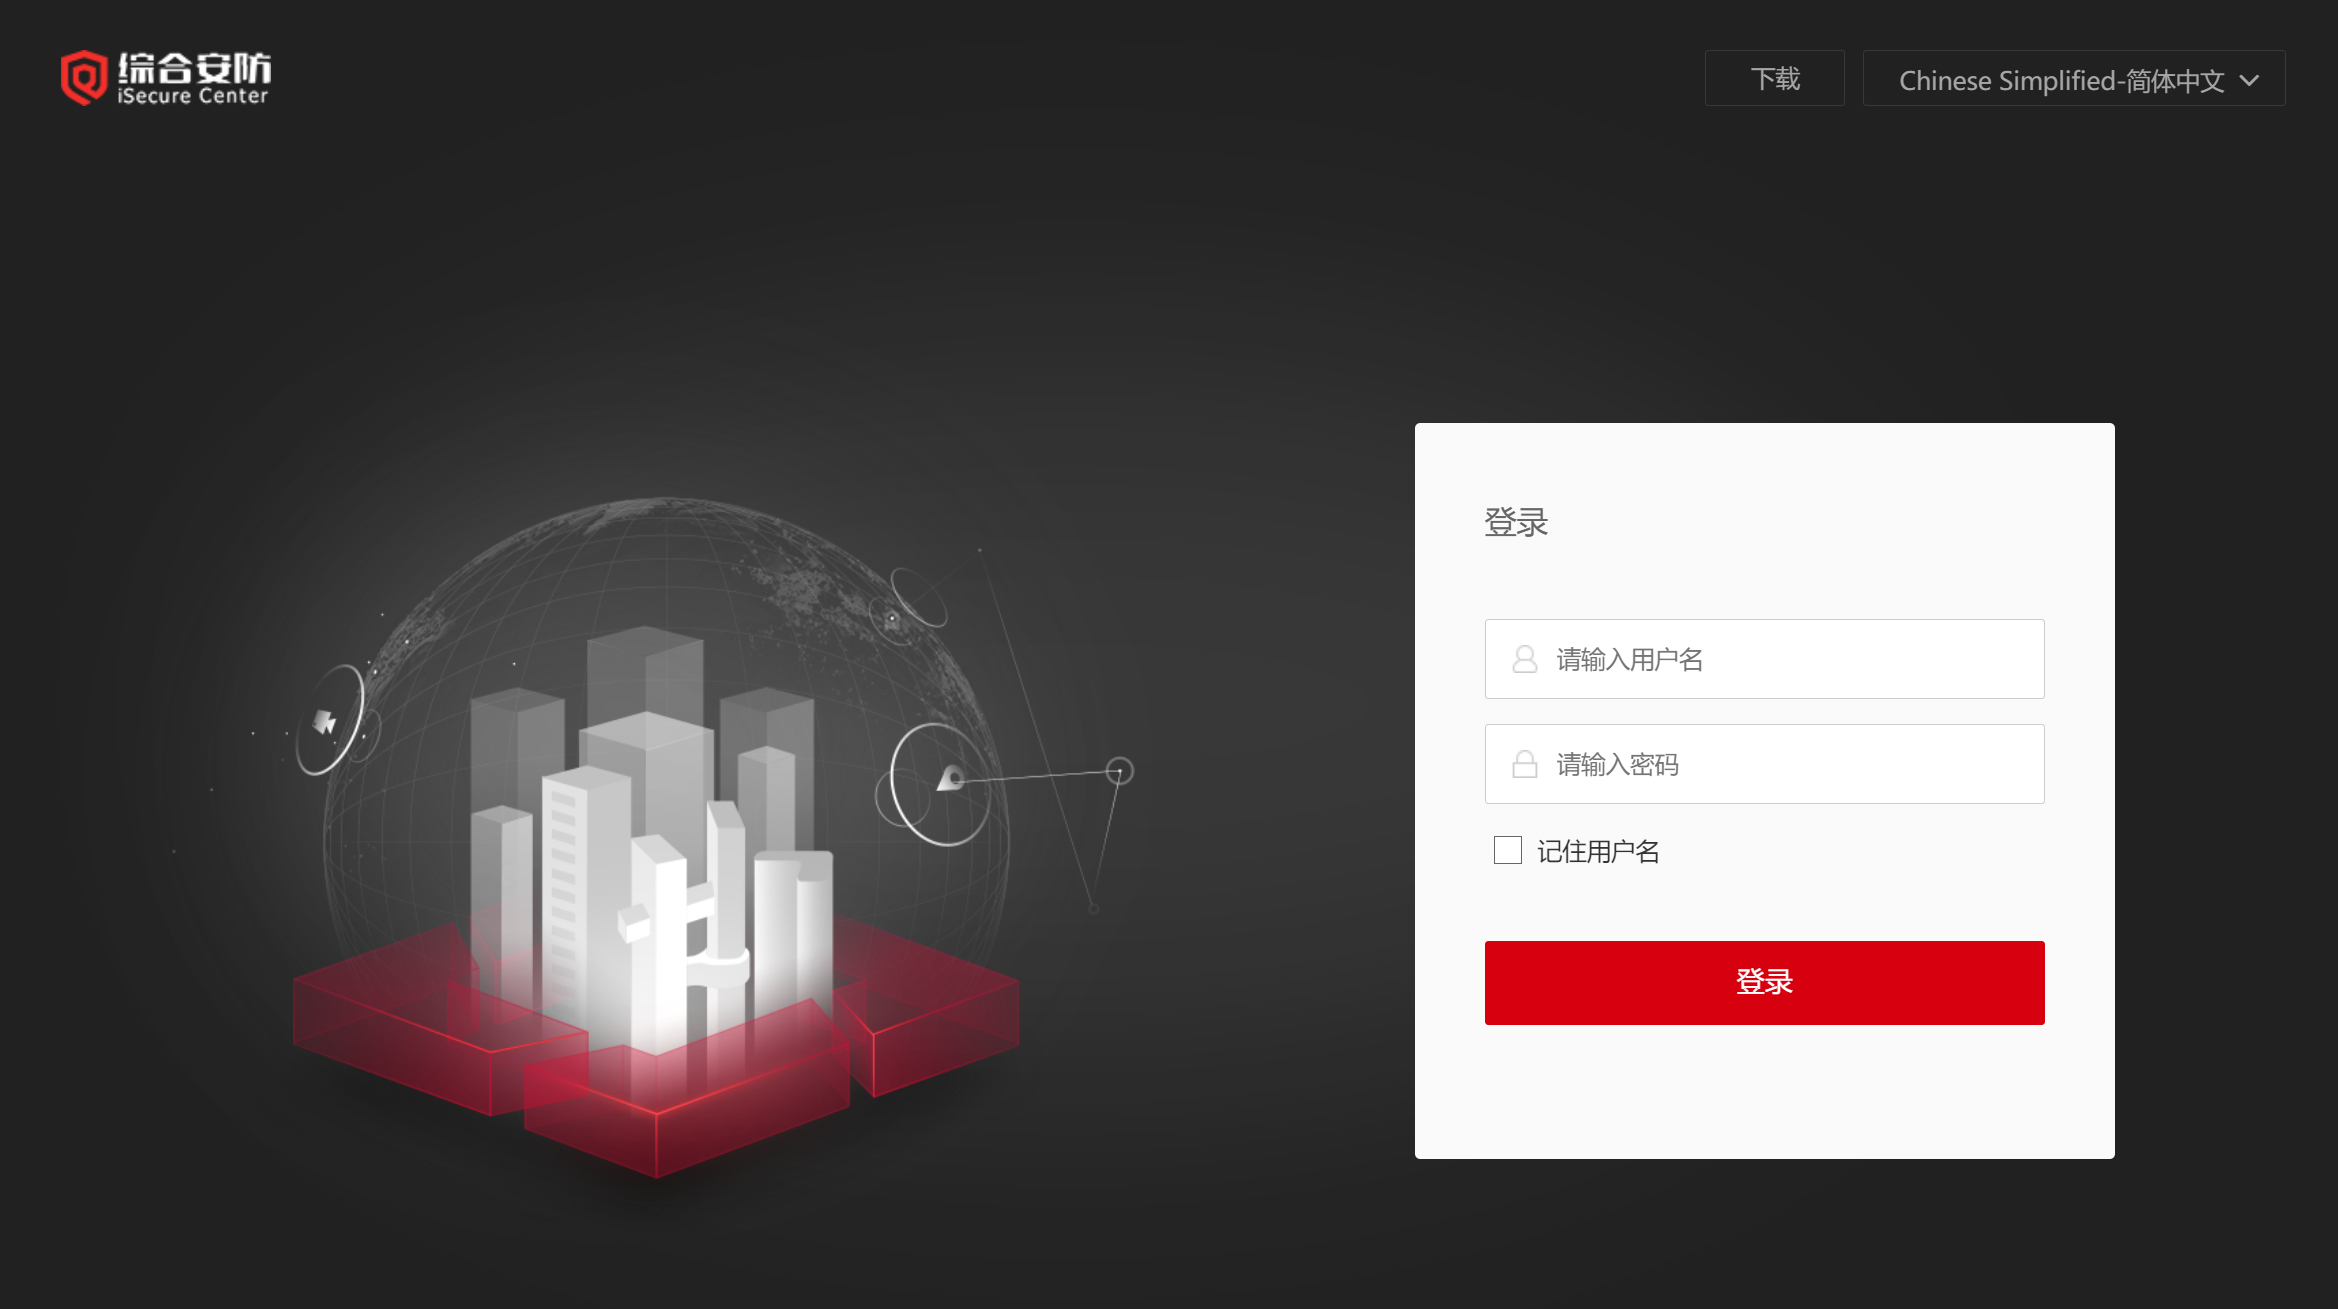 综合安防
iSecure Center
下载
Chinese Simplified-简体中文
登录
请输入用户名
请输入密码
记住用户名
登录